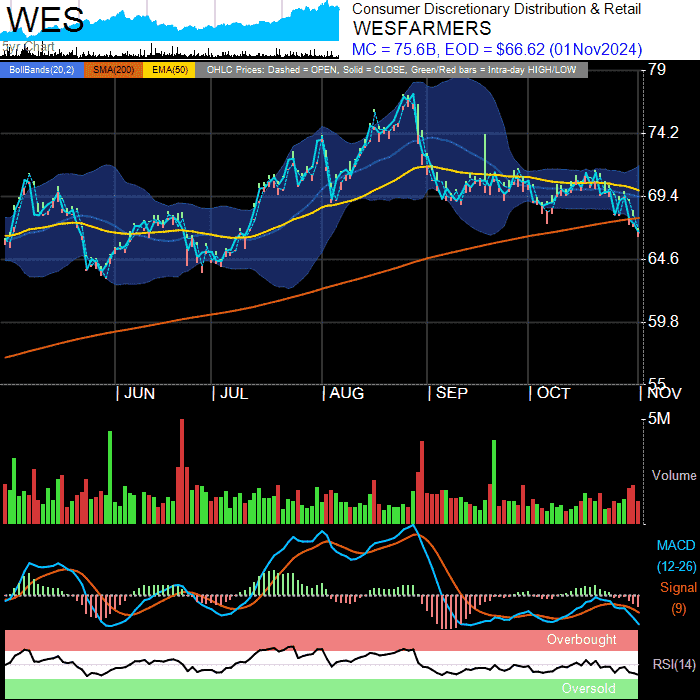 WES
5yr Chart
Consumer Discretionary Distribution & Retail
WESFARMERS
MC = 75.6B, EOD = $66.62 (01Nov2024)
BollBands(20,2) SMA(200) EMA(50) OHLC Prices: Dashed = OPEN, Solid = CLOSE, Green/Red bars = Intra-day HIGH/LOW
79
74.2
69.4
64.6
59.8
55
JUN JUL AUG SEP OCT NOV
5M
Volume
MACD
(12-26)
Signal
(9)
Overbought
RSI(14)
Oversold